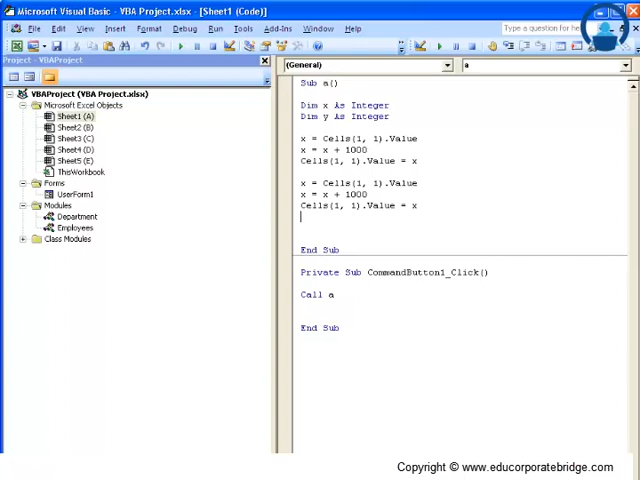 Microsoft Visual Basic - VBA Project.xlsx - [Sheet1 (Code)]
File Edit View Insert Format Debug Run Tools Add-Ins Window Help
Type a question for he
Project - VBAProject
(General)
a
VBAProject (VBA Project.xlsx)
Microsoft Excel Objects
Sheet1 (A)
Sheet2 (B)
Sheet3 (C)
Sheet4 (D)
Sheet5 (E)
ThisWorkbook
Forms
UserForm1
Modules
Department
Employees
Class Modules
Sub a()
Dim x As Integer
Dim y As Integer
x = Cells(1, 1).Value
x = x + 1000
Cells(1, 1).Value = x
x = Cells(1, 1).Value
x = x + 1000
Cells(1, 1).Value = x
End Sub
Private Sub CommandButton1_Click()
Call a
End Sub
Copyright © www.educorporatebridge.com